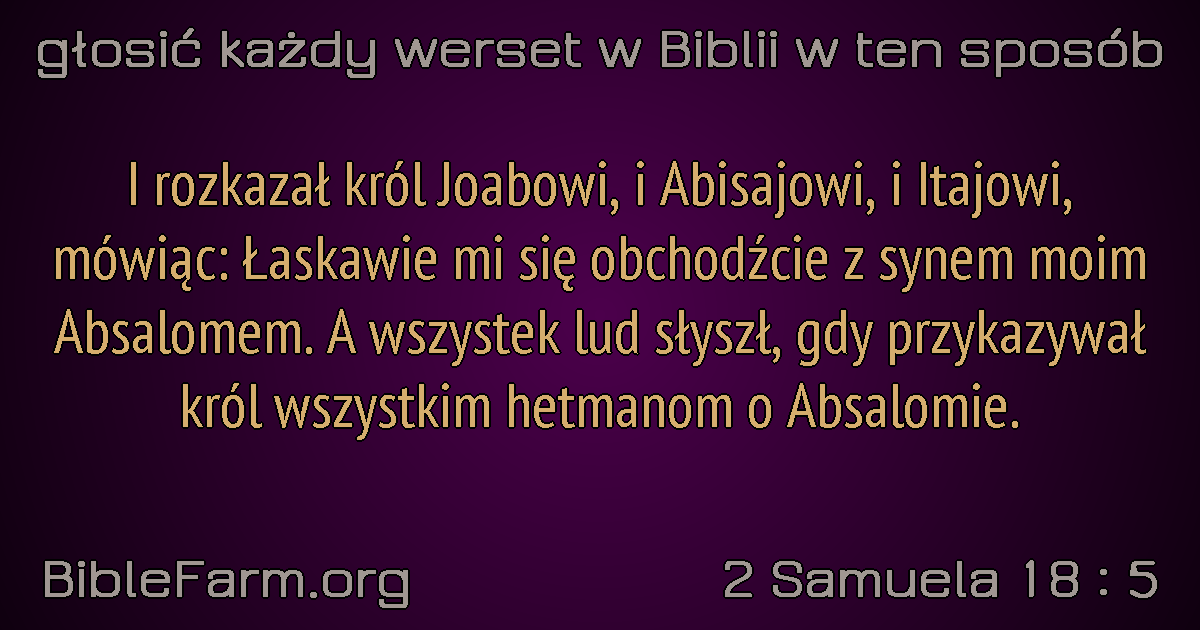 głosić każdy werset w Biblii w ten sposób
I rozkazał król Joabowi, i Abisajowi, i Itajowi,
mówiąc: Łaskawie mi się obchodźcie z synem moim
Absalomem. A wszystek lud słyszł, gdy przykazywał
król wszystkim hetmanom o Absalomie.
BibleFarm.org
2 Samuela 18 : 5